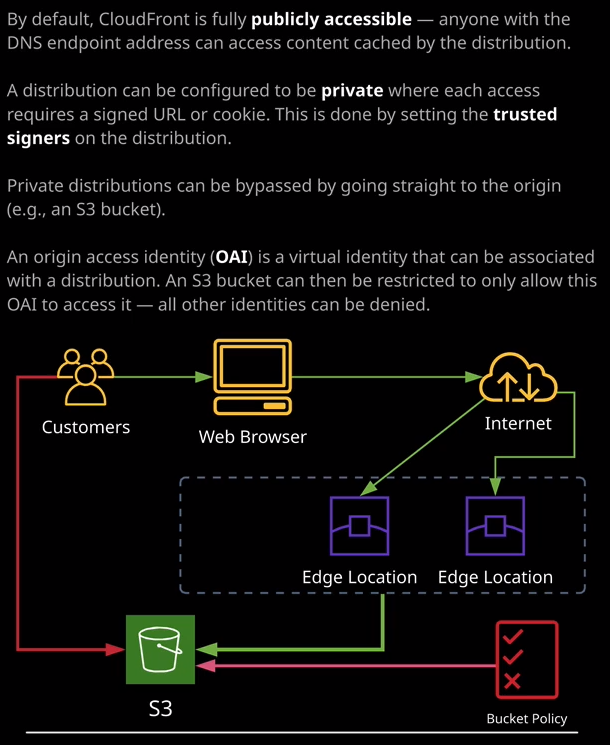 By default, CloudFront is fully publicly accessible — anyone with the
DNS endpoint address can access content cached by the distribution.
A distribution can be configured to be private where each access
requires a signed URL or cookie. This is done by setting the trusted
signers on the distribution.
Private distributions can be bypassed by going straight to the origin
(e.g., an S3 bucket).
An origin access identity (OAI) is a virtual identity that can be associated
with a distribution. An S3 bucket can then be restricted to only allow this
OAI to access it — all other identities can be denied.
Customers
Web Browser
Internet
Edge Location
Edge Location
S3
Bucket Policy